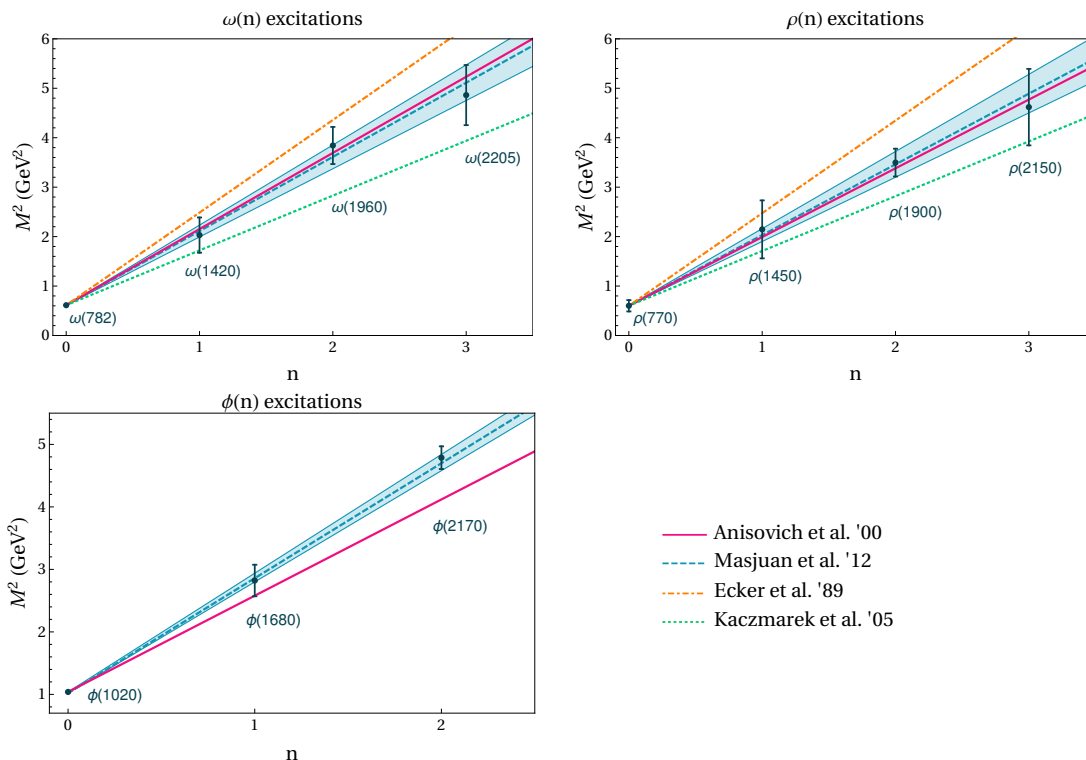 ω(n) excitations
6
5
4
3
2
1
0
M² (GeV²)
ω(782)
ω(1420)
ω(1960)
ω(2205)
0 1 2 3
n
ρ(n) excitations
6
5
4
3
2
1
0
M² (GeV²)
ρ(770)
ρ(1450)
ρ(1900)
ρ(2150)
0 1 2 3
n
ϕ(n) excitations
5
4
3
2
1
M² (GeV²)
ϕ(1020)
ϕ(1680)
ϕ(2170)
0 1 2
n
Anisovich et al. '00
Masjuan et al. '12
Ecker et al. '89
Kaczmarek et al. '05